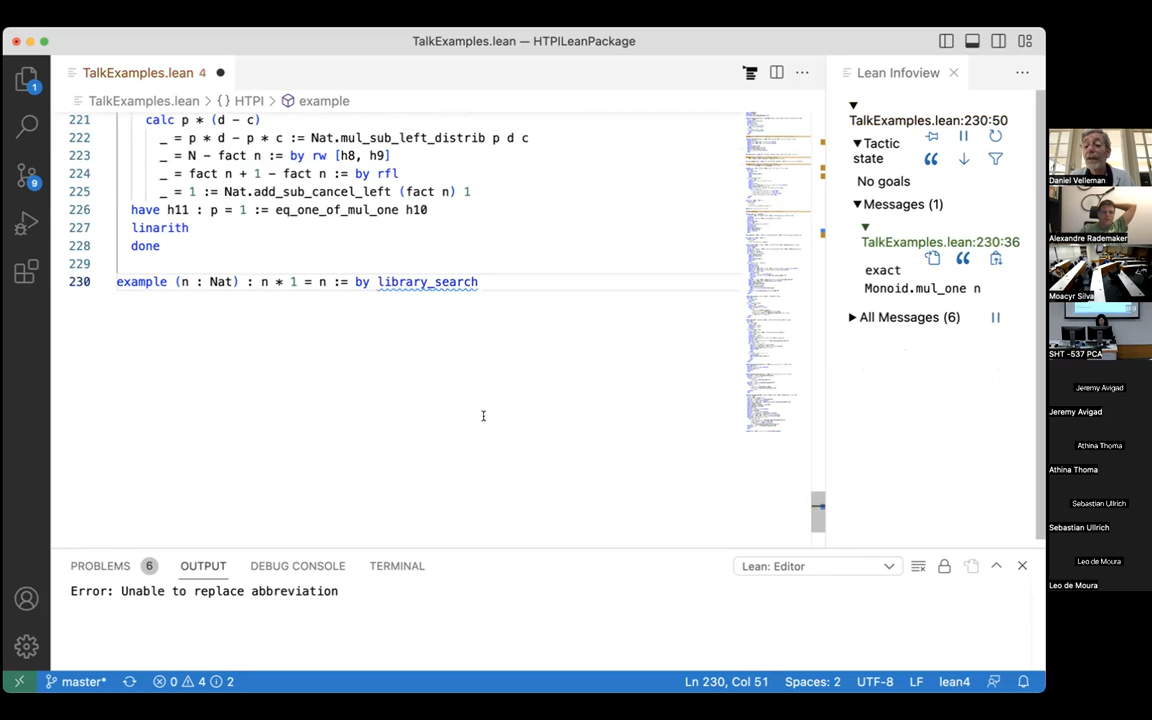 TalkExamples.lean — HTPILeanPackage
TalkExamples.lean 4
TalkExamples.lean > {} HTPI > example
221 calc p * (d - c)
222 _ = p * d - p * c := Nat.mul_sub_left_distrib p d c
223 _ = N - fact n := by rw [h8, h9]
224 _ = fact n + 1 - fact n := by rfl
225 _ = 1 := Nat.add_sub_cancel_left (fact n) 1
226 have h11 : p = 1 := eq_one_of_mul_one h10
227 linarith
228 done
229
230 example (n : Nat) : n * 1 = n := by library_search
1
9
Lean Infoview
TalkExamples.lean:230:50
Tactic
state
No goals
Messages (1)
TalkExamples.lean:230:36
exact
Monoid.mul_one n
All Messages (6)
PROBLEMS 6 OUTPUT DEBUG CONSOLE TERMINAL Lean: Editor
Error: Unable to replace abbreviation
master* 0 4 2 Ln 230, Col 51 Spaces: 2 UTF-8 LF lean4
Daniel Velleman
Alexandre Rademaker
Moacyr Silva
SHT -537 PCA
Jeremy Avigad
Jeremy Avigad
Athina Thoma
Athina Thoma
Sebastian Ullrich
Sebastian Ullrich
Leo de Moura
Leo de Moura